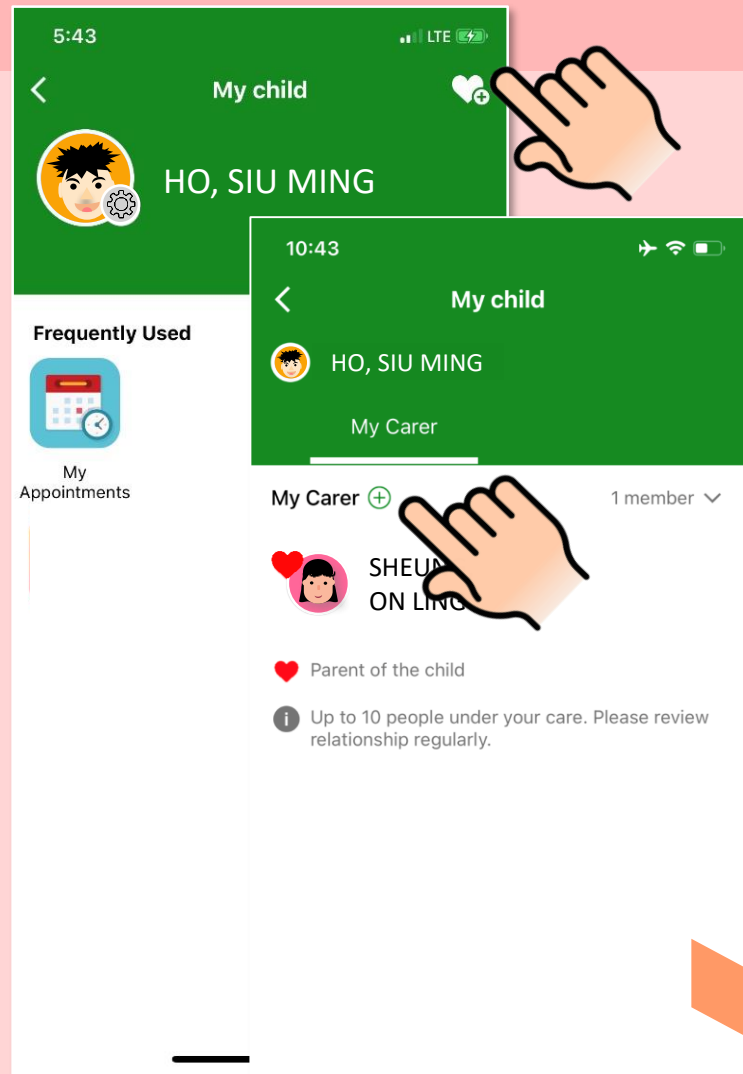 5:43
LTE
My child
HO, SIU MING
Frequently Used
My
Appointments
10:43
My child
HO, SIU MING
My Carer
My Carer
1 member
ON LING
Parent of the child
i
Up to 10 people under your care. Please review
relationship regularly.